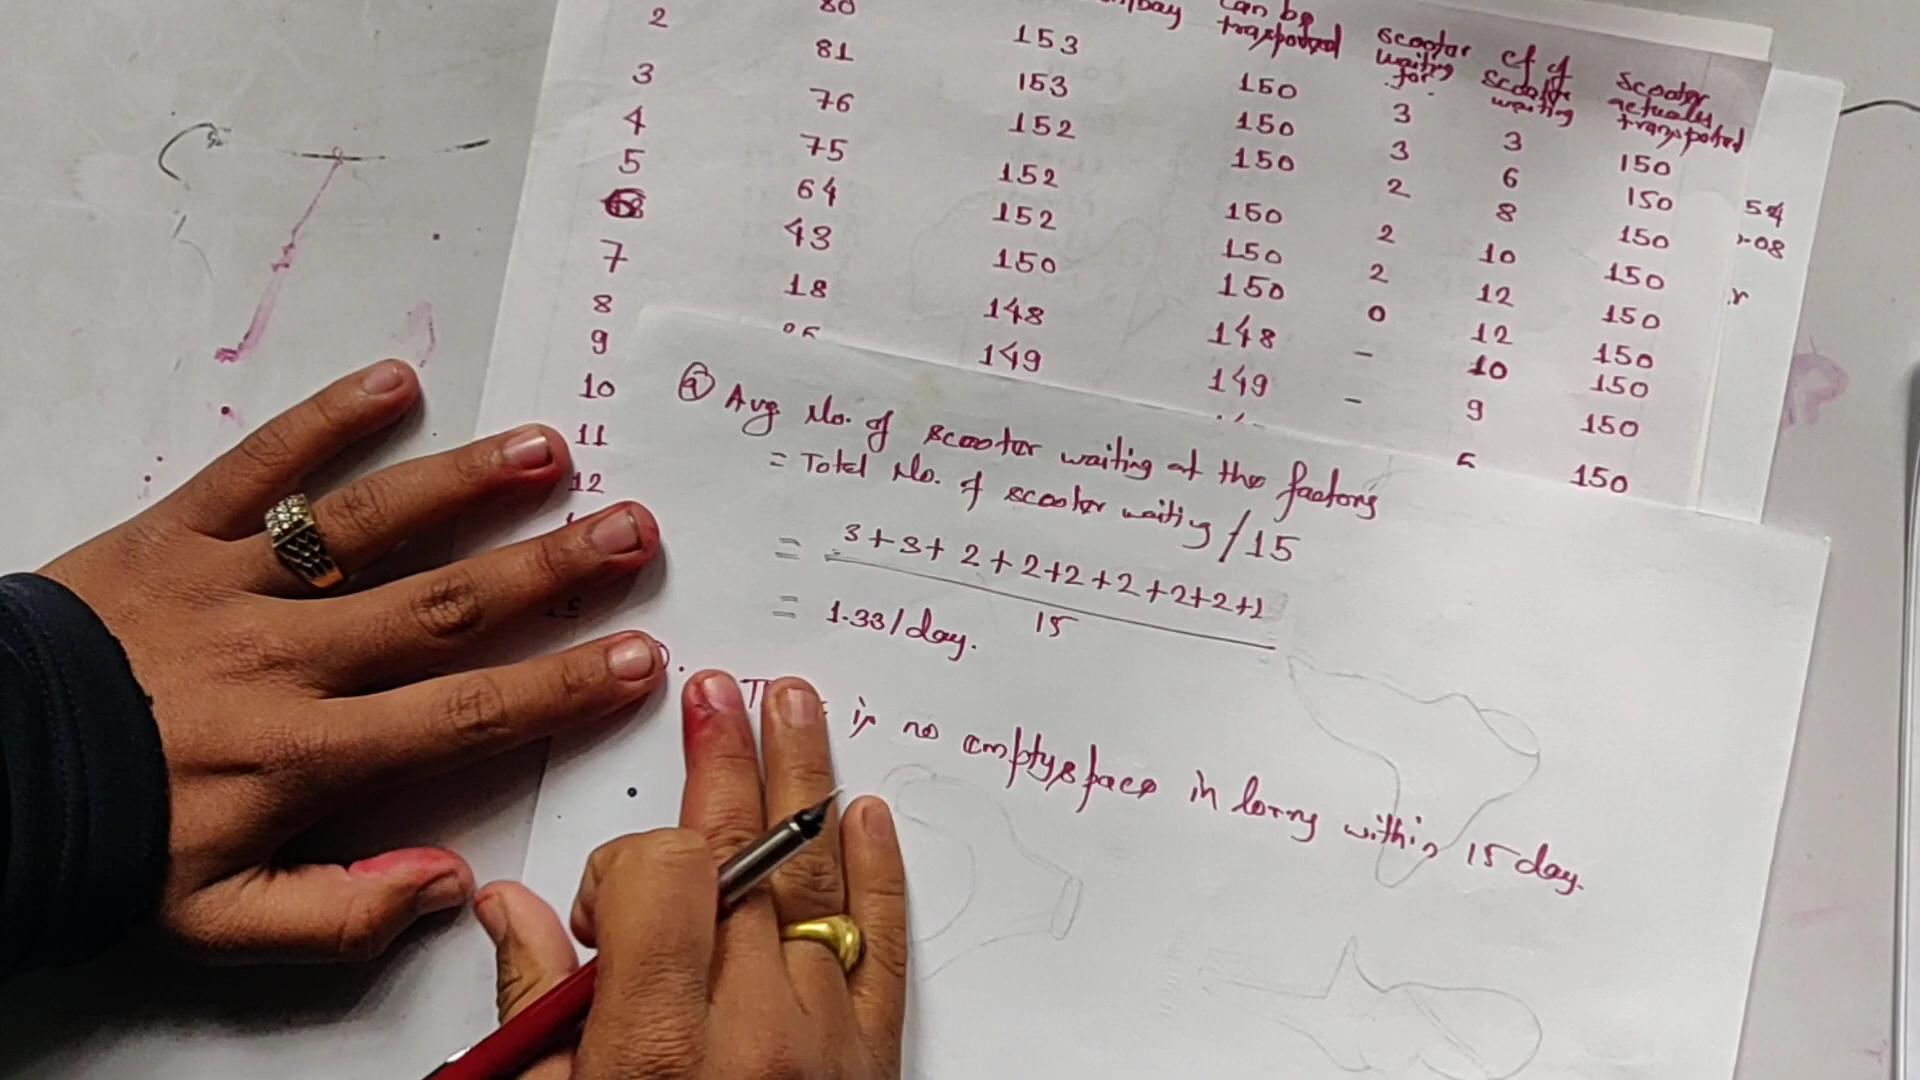 can be
trasported
scooter
waiting
for.
cf of
scooter
waiting
Scooter
actually
transported
2 80 153 150 3 3 150
3 81 153 150 3 6 150
4 76 152 150 2 8 150
5 75 152 150 2 10 150
64 152 150 2 12 150
7 43 150 150 0 12 150
8 18 148 148 - 10 150
9 149 149 - 9 150
10 150
11
12
54
-08
r
a Avg No. of scooter waiting at the factory
= Total No. of scooter waiting /15
= 3+3+2+2+2+2+2+2+2
15
= 1.33/day.
is no empty space in lorry within 15 day.